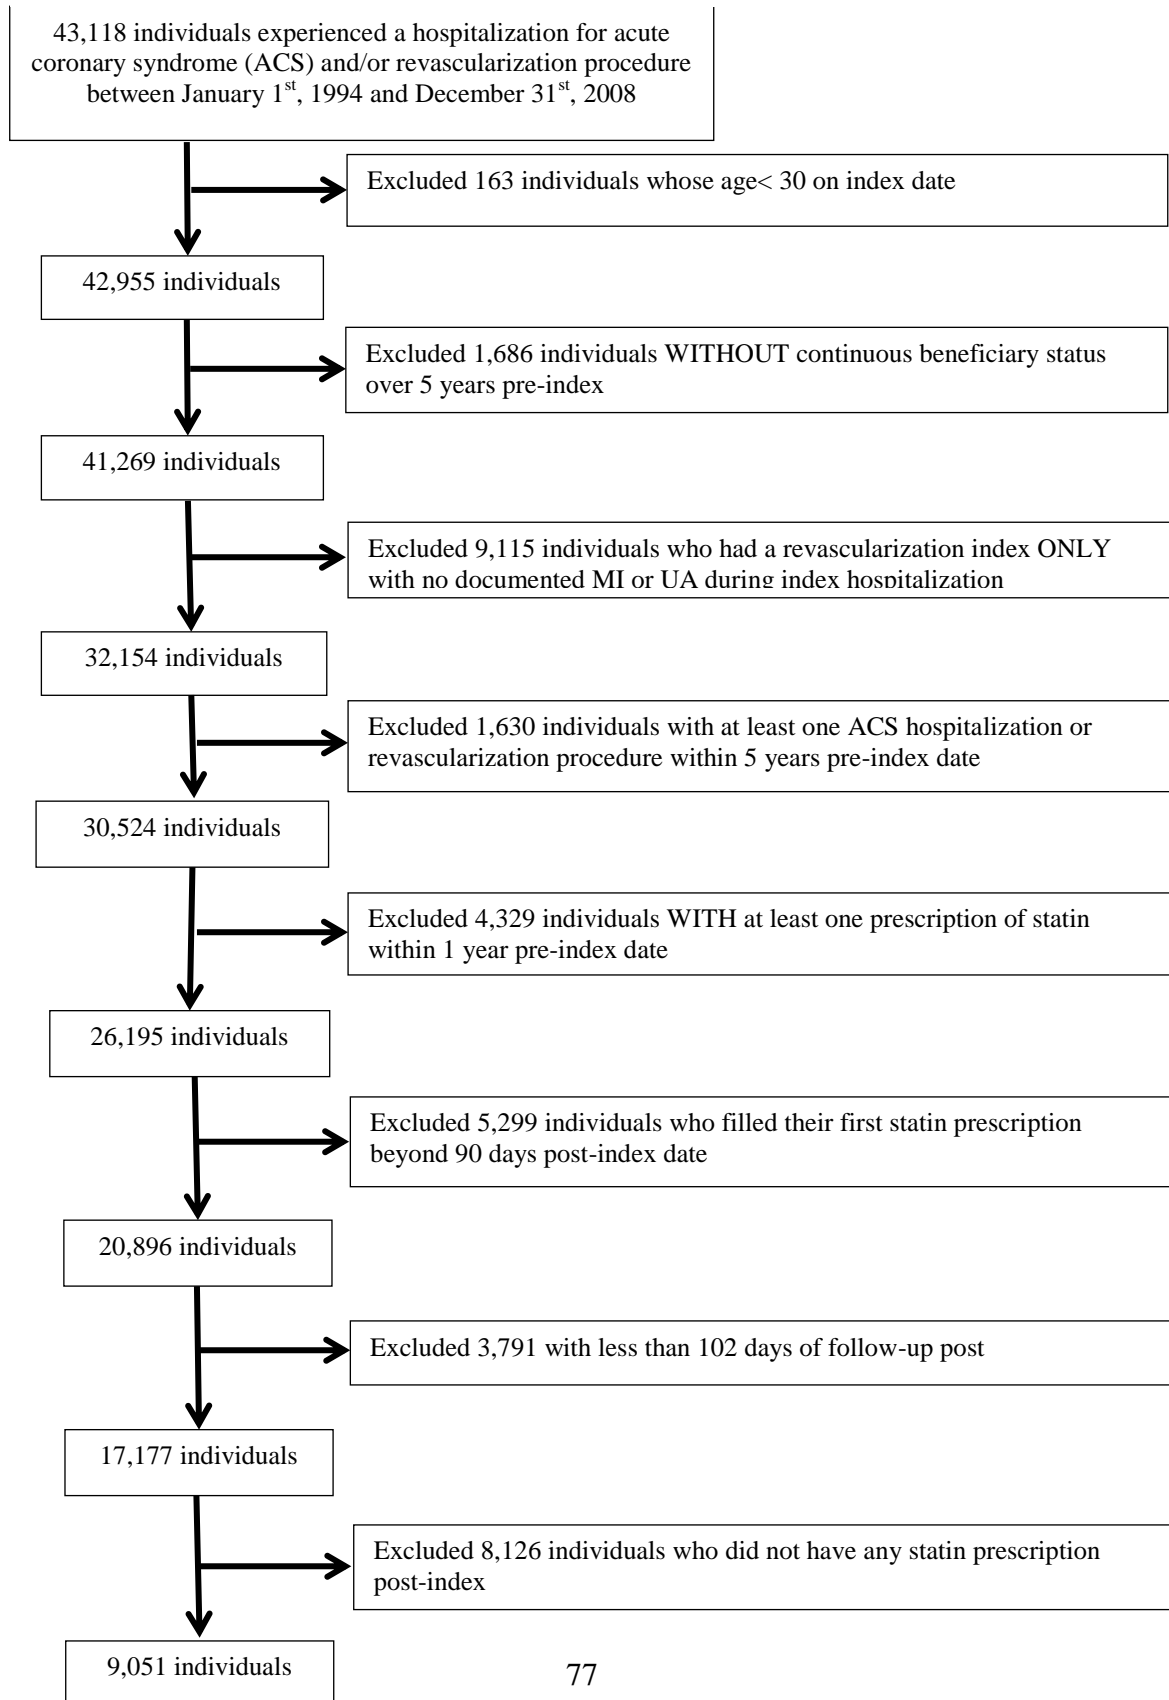 43,118 individuals experienced a hospitalization for acute
coronary syndrome (ACS) and/or revascularization procedure
between January 1st, 1994 and December 31st, 2008
Excluded 163 individuals whose age< 30 on index date
42,955 individuals
Excluded 1,686 individuals WITHOUT continuous beneficiary status
over 5 years pre-index
41,269 individuals
Excluded 9,115 individuals who had a revascularization index ONLY
with no documented MI or UA during index hospitalization
32,154 individuals
Excluded 1,630 individuals with at least one ACS hospitalization or
revascularization procedure within 5 years pre-index date
30,524 individuals
Excluded 4,329 individuals WITH at least one prescription of statin
within 1 year pre-index date
26,195 individuals
Excluded 5,299 individuals who filled their first statin prescription
beyond 90 days post-index date
20,896 individuals
Excluded 3,791 with less than 102 days of follow-up post
17,177 individuals
Excluded 8,126 individuals who did not have any statin prescription
post-index
9,051 individuals
77